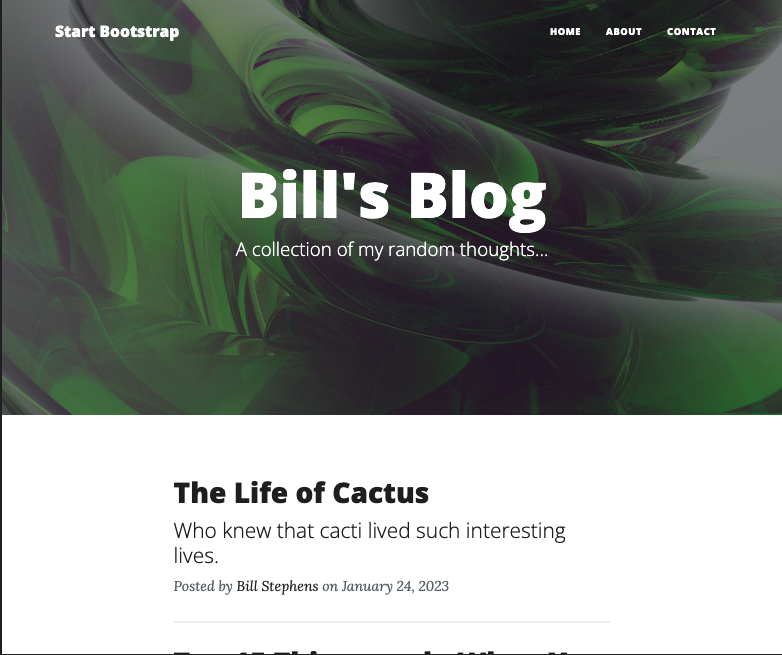 Start Bootstrap
HOME ABOUT CONTACT
Bill's Blog
A collection of my random thoughts...
The Life of Cactus
Who knew that cacti lived such interesting
lives.
Posted by Bill Stephens on January 24, 2023